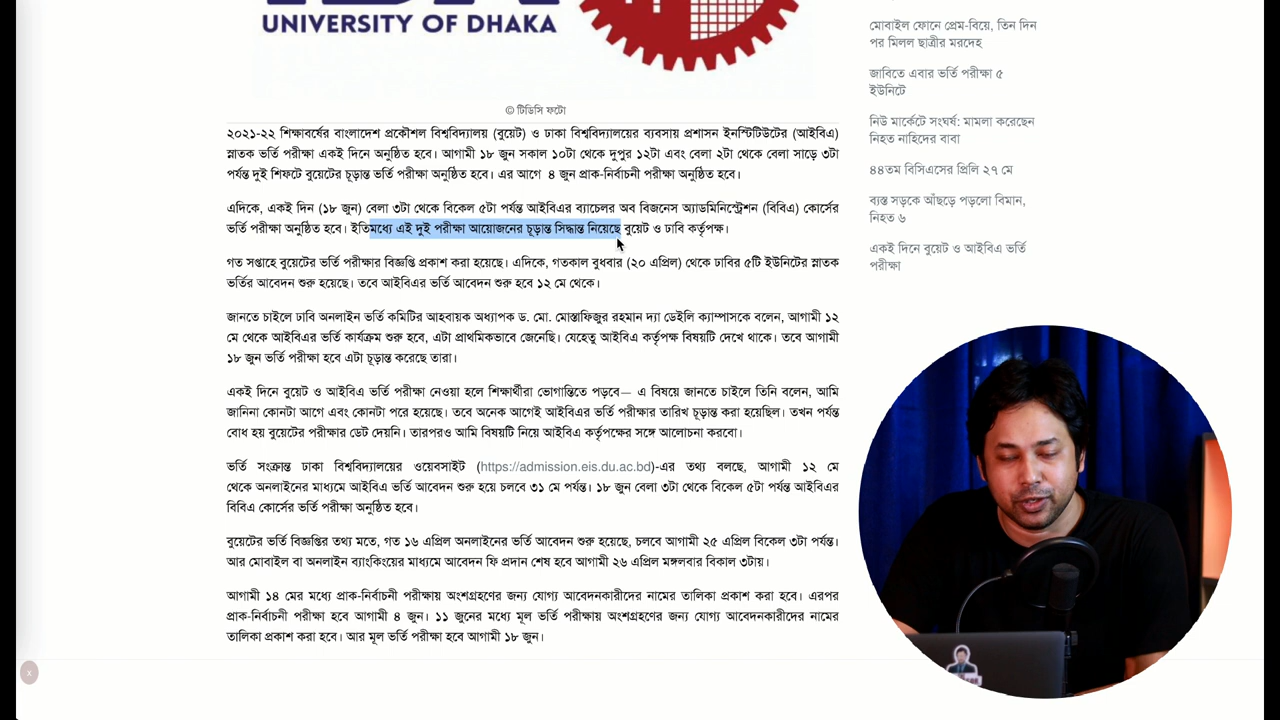 UNIVERSITY OF DHAKA
© টিডিসি ফটো
২০২১-২২ শিক্ষাবর্ষের বাংলাদেশ প্রকৌশল বিশ্ববিদ্যালয় (বুয়েট) ও ঢাকা বিশ্ববিদ্যালয়ের ব্যবসায় প্রশাসন ইনস্টিটিউটের (আইবিএ)
স্নাতক ভর্তি পরীক্ষা একই দিনে অনুষ্ঠিত হবে। আগামী ১৮ জুন সকাল ১০টা থেকে দুপুর ১২টা এবং বেলা ২টা থেকে বেলা সাড়ে ৩টা
পর্যন্ত দুই শিফটে বুয়েটের চূড়ান্ত ভর্তি পরীক্ষা অনুষ্ঠিত হবে। এর আগে ৪ জুন প্রাক-নির্বাচনী পরীক্ষা অনুষ্ঠিত হবে।
এদিকে, একই দিন (১৮ জুন) বেলা ৩টা থেকে বিকেল ৫টা পর্যন্ত আইবিএর ব্যাচেলর অব বিজনেস অ্যাডমিনিস্ট্রেশন (বিবিএ) কোর্সের
ভর্তি পরীক্ষা অনুষ্ঠিত হবে। ইতিমধ্যে এই দুই পরীক্ষা আয়োজনের চূড়ান্ত সিদ্ধান্ত নিয়েছে বুয়েট ও ঢাবি কর্তৃপক্ষ।
গত সপ্তাহে বুয়েটের ভর্তি পরীক্ষার বিজ্ঞপ্তি প্রকাশ করা হয়েছে। এদিকে, গতকাল বুধবার (২০ এপ্রিল) থেকে ঢাবির ৫টি ইউনিটের স্নাতক
ভর্তির আবেদন শুরু হয়েছে। তবে আইবিএর ভর্তি আবেদন শুরু হবে ১২ মে থেকে।
জানতে চাইলে ঢাবি অনলাইন ভর্তি কমিটির আহবায়ক অধ্যাপক ড. মো. মোস্তাফিজুর রহমান দ্যা ডেইলি ক্যাম্পাসকে বলেন, আগামী ১২
মে থেকে আইবিএর ভর্তি কার্যক্রম শুরু হবে, এটা প্রাথমিকভাবে জেনেছি। যেহেতু আইবিএ কর্তৃপক্ষ বিষয়টি দেখে থাকে। তবে আগামী
১৮ জুন ভর্তি পরীক্ষা হবে এটা চূড়ান্ত করেছে তারা।
একই দিনে বুয়েট ও আইবিএ ভর্তি পরীক্ষা নেওয়া হলে শিক্ষার্থীরা ভোগান্তিতে পড়বে— এ বিষয়ে জানতে চাইলে তিনি বলেন, আমি
জানিনা কোনটা আগে এবং কোনটা পরে হয়েছে। তবে অনেক আগেই আইবিএর ভর্তি পরীক্ষার তারিখ চূড়ান্ত করা হয়েছিল। তখন পর্যন্ত
বোধ হয় বুয়েটের পরীক্ষার ডেট দেয়নি। তারপরও আমি বিষয়টি নিয়ে আইবিএ কর্তৃপক্ষের সঙ্গে আলোচনা করবো।
ভর্তি সংক্রান্ত ঢাকা বিশ্ববিদ্যালয়ের ওয়েবসাইট (https://admission.eis.du.ac.bd)-এর তথ্য বলছে, আগামী ১২ মে
থেকে অনলাইনের মাধ্যমে আইবিএ ভর্তি আবেদন শুরু হয়ে চলবে ৩১ মে পর্যন্ত। ১৮ জুন বেলা ৩টা থেকে বিকেল ৫টা পর্যন্ত আইবিএর
বিবিএ কোর্সের ভর্তি পরীক্ষা অনুষ্ঠিত হবে।
বুয়েটের ভর্তি বিজ্ঞপ্তির তথ্য মতে, গত ১৬ এপ্রিল অনলাইনের ভর্তি আবেদন শুরু হয়েছে, চলবে আগামী ২৫ এপ্রিল বিকেল ৩টা পর্যন্ত।
আর মোবাইল বা অনলাইন ব্যাংকিংয়ের মাধ্যমে আবেদন ফি প্রদান শেষ হবে আগামী ২৬ এপ্রিল মঙ্গলবার বিকাল ৩টায়।
আগামী ১৪ মের মধ্যে প্রাক-নির্বাচনী পরীক্ষায় অংশগ্রহণের জন্য যোগ্য আবেদনকারীদের নামের তালিকা প্রকাশ করা হবে। এরপর
প্রাক-নির্বাচনী পরীক্ষা হবে আগামী ৪ জুন। ১১ জুনের মধ্যে মূল ভর্তি পরীক্ষায় অংশগ্রহণের জন্য যোগ্য আবেদনকারীদের নামের
তালিকা প্রকাশ করা হবে। আর মূল ভর্তি পরীক্ষা হবে আগামী ১৮ জুন।
মোবাইল ফোনে প্রেম-বিয়ে, তিন দিন
পর মিলল ছাত্রীর মরদেহ
জাবিতে এবার ভর্তি পরীক্ষা ৫
ইউনিটে
নিউ মার্কেটে সংঘর্ষ: মামলা করেছেন
নিহত নাহিদের বাবা
৪৪তম বিসিএসের প্রিলি ২৭ মে
ব্যস্ত সড়কে আঁছড়ে পড়লো বিমান,
নিহত ৬
একই দিনে বুয়েট ও আইবিএ ভর্তি
পরীক্ষা
x